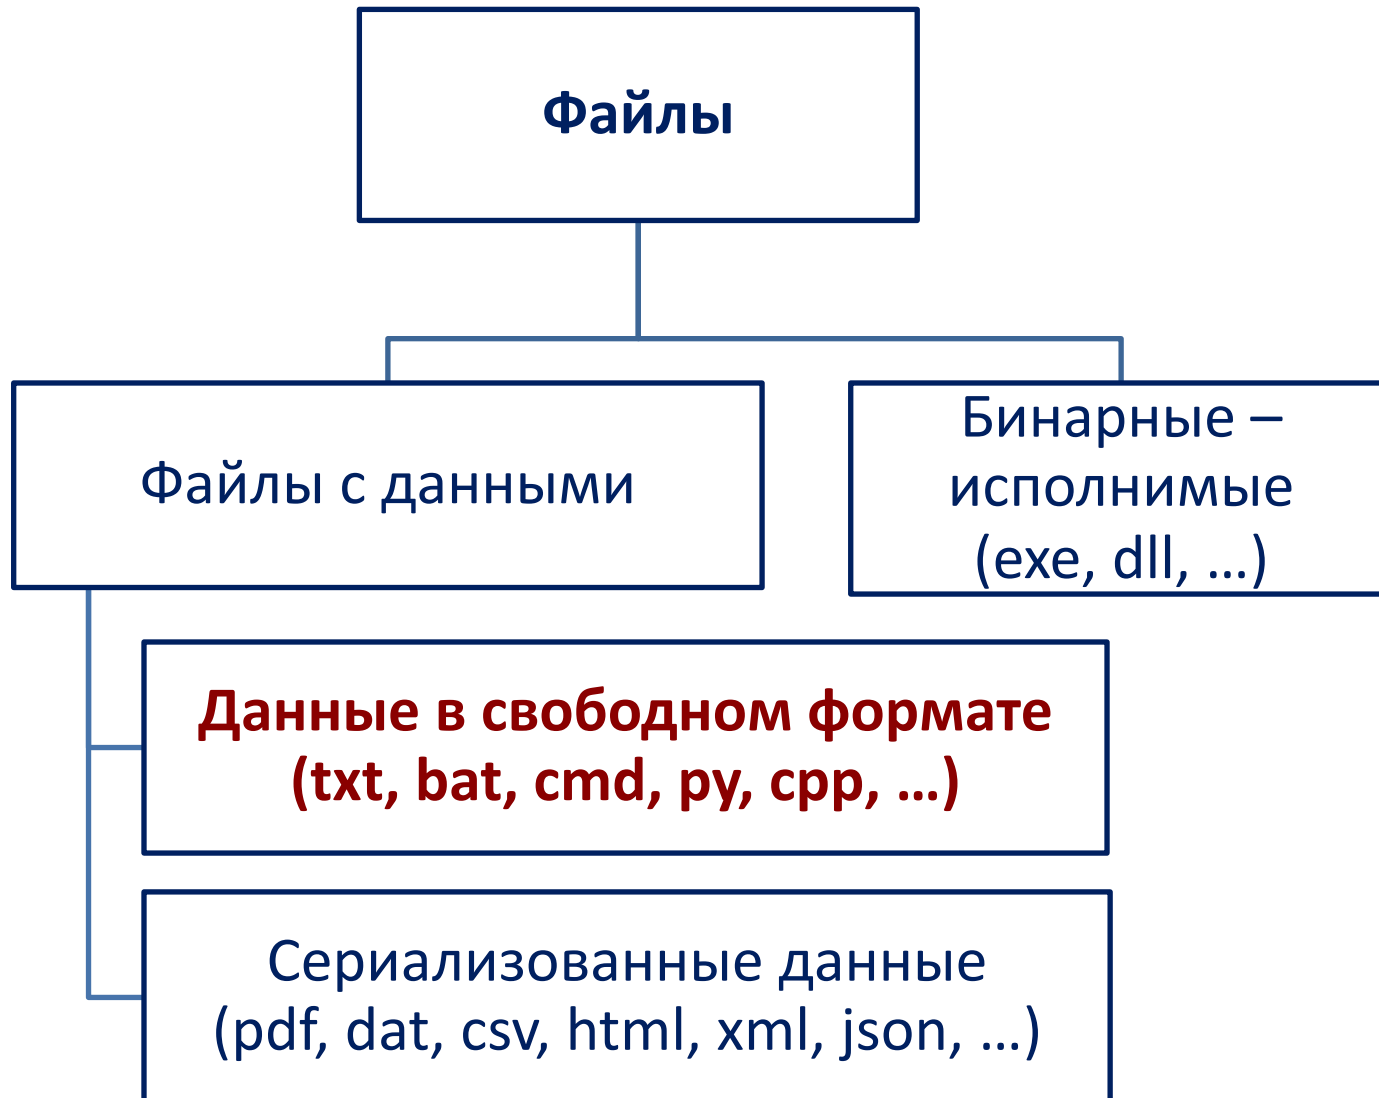 Файлы
Файлы с данными
Бинарные –
исполнимые
(exe, dll, …)
Данные в свободном формате
(txt, bat, cmd, py, cpp, …)
Сериализованные данные
(pdf, dat, csv, html, xml, json, …)